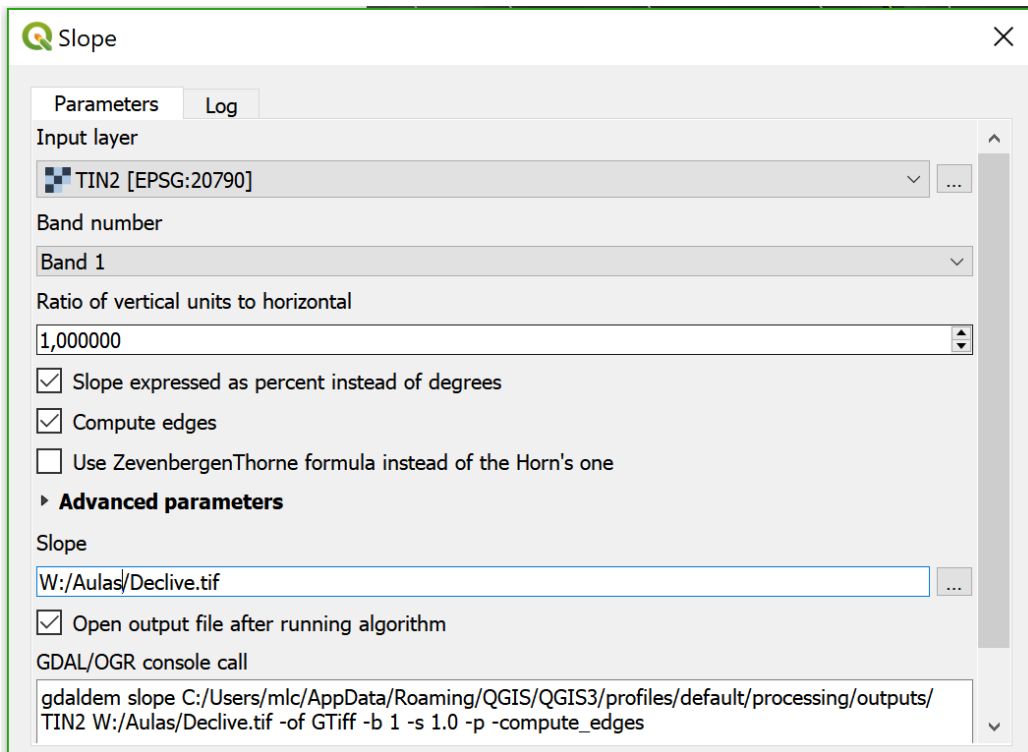 Slope
Parameters
Log
Input layer
TIN2 [EPSG:20790]
...
Band number
Band 1
Ratio of vertical units to horizontal
1,000000
Slope expressed as percent instead of degrees
Compute edges
Use ZevenbergenThorne formula instead of the Horn's one
Advanced parameters
Slope
W:/Aulas/Declive.tif
...
Open output file after running algorithm
GDAL/OGR console call
gdaldem slope C:/Users/mlc/AppData/Roaming/QGIS/QGIS3/profiles/default/processing/outputs/
TIN2 W:/Aulas/Declive.tif -of GTiff -b 1 -s 1.0 -p -compute_edges